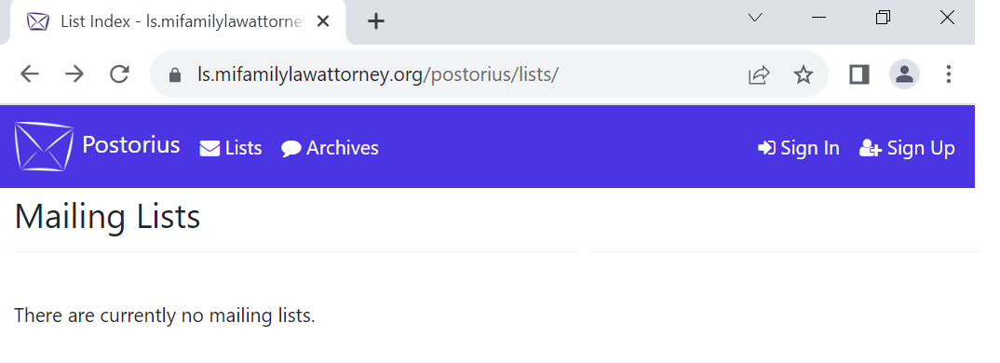 List Index - ls.mifamilylawattorne
ls.mifamilylawattorney.org/postorius/lists/
Postorius Lists Archives Sign In Sign Up
Mailing Lists
There are currently no mailing lists.